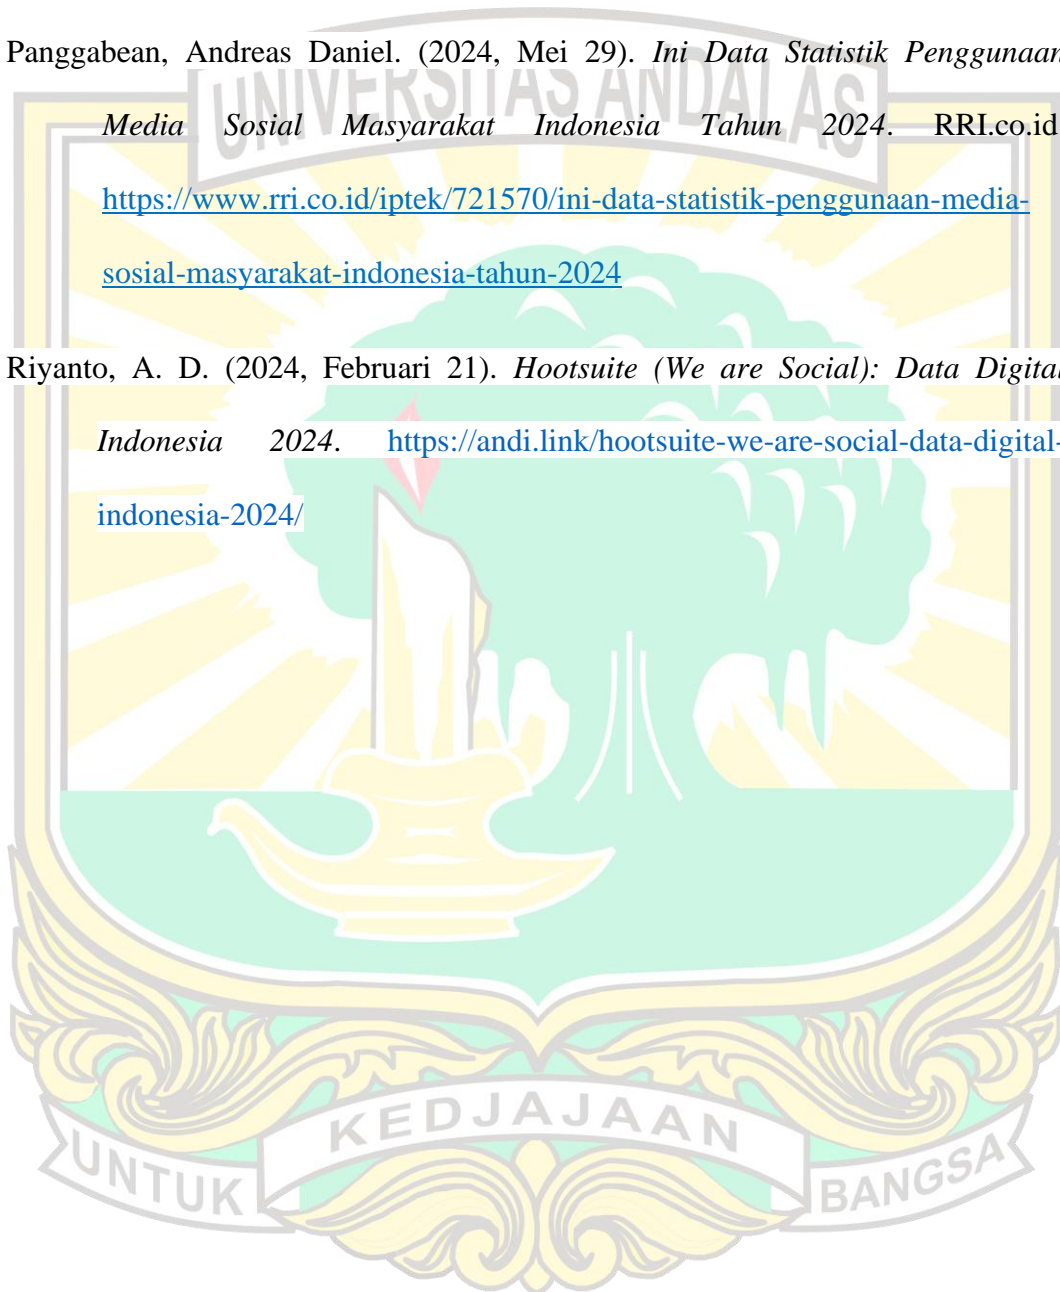 Panggabean, Andreas Daniel. (2024, Mei 29). Ini Data Statistik Penggunaan
UNIVERSITAS ANDALAS
Media Sosial Masyarakat Indonesia Tahun 2024. RRI.co.id
https://www.rri.co.id/iptek/721570/ini-data-statistik-penggunaan-media-
sosial-masyarakat-indonesia-tahun-2024
Riyanto, A. D. (2024, Februari 21). Hootsuite (We are Social): Data Digital
Indonesia 2024. https://andi.link/hootsuite-we-are-social-data-digital-
indonesia-2024/
UNTUK KEDJAJAAN BANGSA